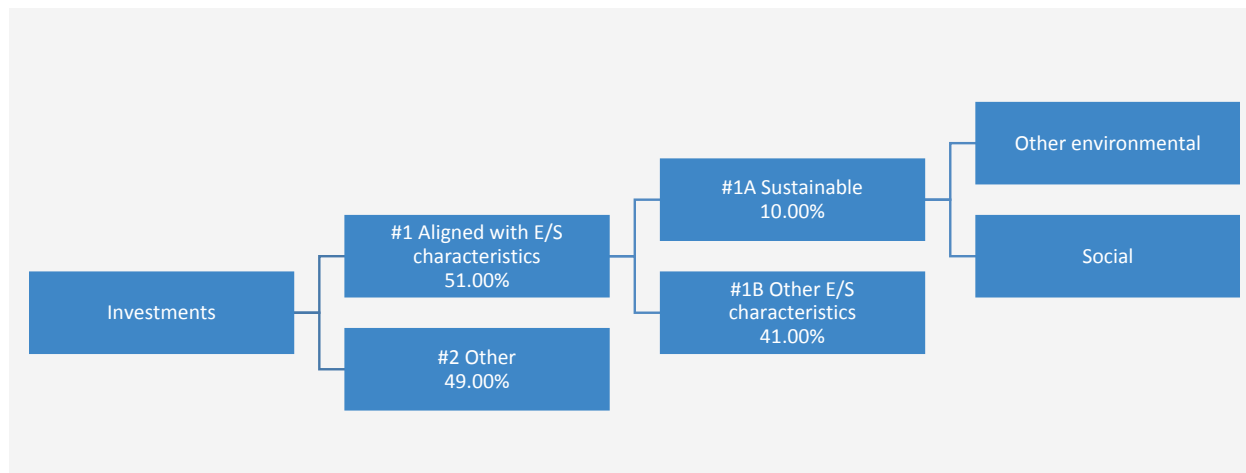 Investments
#1 Aligned with E/S
characteristics
51.00%
#2 Other
49.00%
#1A Sustainable
10.00%
#1B Other E/S
characteristics
41.00%
Other environmental
Social